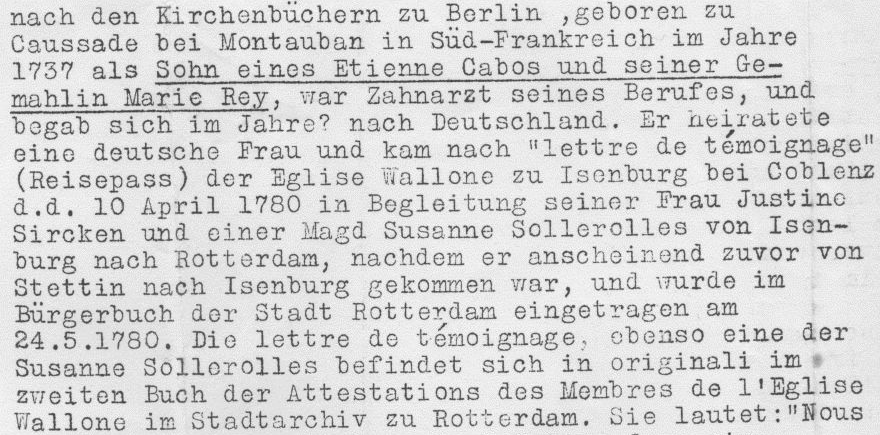 nach den Kirchenbüchern zu Berlin ,geboren zu
Caussade bei Montauban in Süd-Frankreich im Jahre
1737 als Sohn eines Etienne Cabos und seiner Ge-
mahlin Marie Rey, war Zahnarzt seines Berufes, und
begab sich im Jahre? nach Deutschland. Er heiratete
eine deutsche Frau und kam nach "lettre de témoignage"
(Reisepass) der Eglise Wallone zu Isenburg bei Coblenz
d.d. 10 April 1780 in Begleitung seiner Frau Justine
Sircken und einer Magd Susanne Sollerolles von Isen-
burg nach Rotterdam, nachdem er anscheinend zuvor von
Stettin nach Isenburg gekommen war, und wurde im
Bürgerbuch der Stadt Rotterdam eingetragen am
24.5.1780. Die lettre de témoignage, ebenso eine der
Susanne Sollerolles befindet sich in originali im
zweiten Buch der Attestations des Membres de l'Eglise
Wallone im Stadtarchiv zu Rotterdam. Sie lautet:"Nous